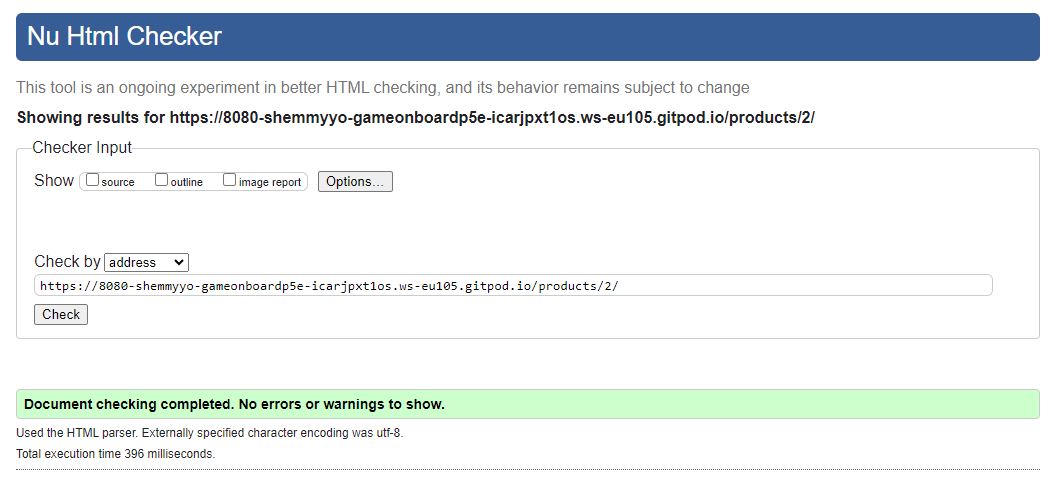 Nu Html Checker
This tool is an ongoing experiment in better HTML checking, and its behavior remains subject to change
Showing results for https://8080-shemmyyo-gameonboardp5e-icarjpxt1os.ws-eu105.gitpod.io/products/2/
Checker Input
Show source outline image report Options...
Check by address
https://8080-shemmyyo-gameonboardp5e-icarjpxt1os.ws-eu105.gitpod.io/products/2/
Check
Document checking completed. No errors or warnings to show.
Used the HTML parser. Externally specified character encoding was utf-8.
Total execution time 396 milliseconds.